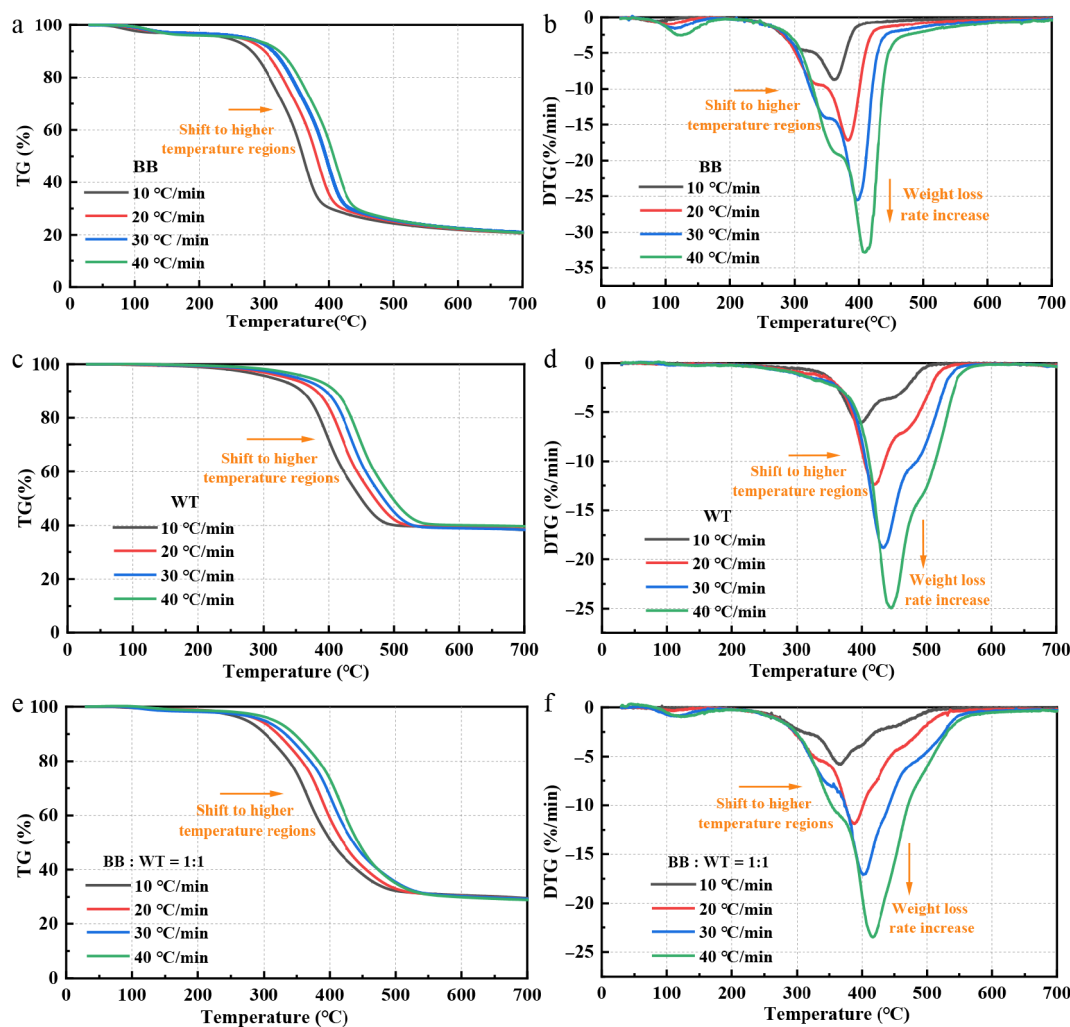 a
100
80
60
40
20
0
TG (%)
Shift to higher
temperature regions
BB
10 ℃/min
20 ℃/min
30 ℃ /min
40 ℃/min
0 100 200 300 400 500 600 700
Temperature(℃)
b
0
−5
−10
−15
−20
−25
−30
−35
DTG(%/min)
Shift to higher
temperature regions
BB
10 ℃/min
20 ℃/min
30 ℃/min
40 ℃/min
Weight loss
rate increase
0 100 200 300 400 500 600 700
Temperature(℃)
c
100
80
60
40
20
0
TG(%)
Shift to higher
temperature regions
WT
10 ℃/min
20 ℃/min
30 ℃/min
40 ℃/min
0 100 200 300 400 500 600 700
Temperature (℃)
d
0
−5
−10
−15
−20
−25
DTG (%/min)
Shift to higher
temperature regions
WT
10 ℃/min
20 ℃/min
30 ℃/min
40 ℃/min
Weight loss
rate increase
0 100 200 300 400 500 600 700
Temperature (℃)
e
100
80
60
40
20
0
TG (%)
Shift to higher
temperature regions
BB : WT = 1:1
10 ℃/min
20 ℃/min
30 ℃/min
40 ℃/min
0 100 200 300 400 500 600 700
Temperature (℃)
f
0
−5
−10
−15
−20
−25
DTG (%/min)
Shift to higher
temperature regions
BB : WT = 1:1
10 ℃/min
20 ℃/min
30 ℃/min
40 ℃/min
Weight loss
rate increase
0 100 200 300 400 500 600 700
Temperature (℃)